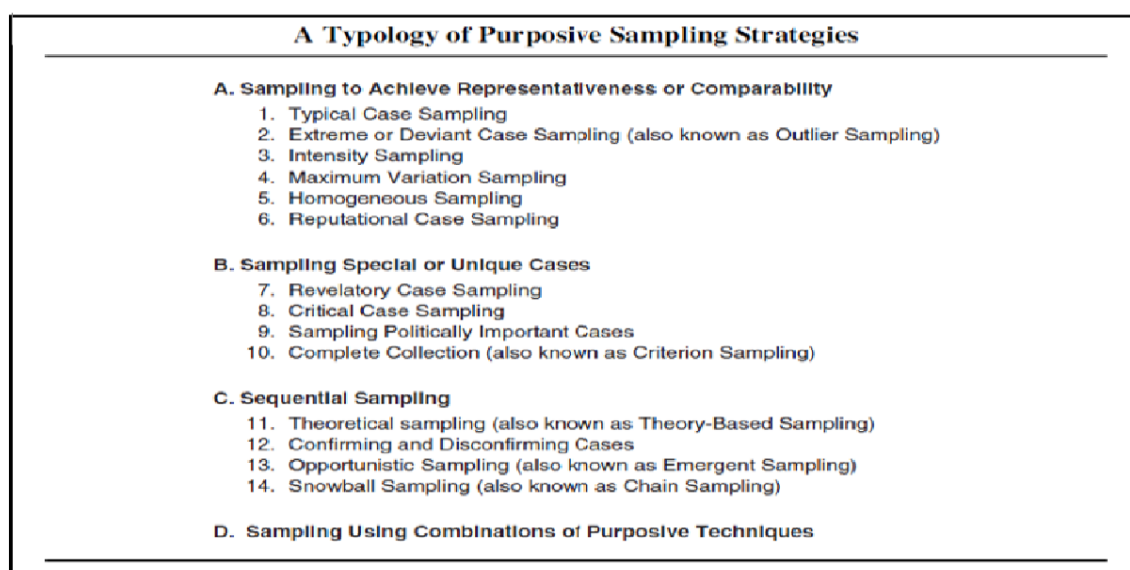 A Typology of Purposive Sampling Strategies
A. Sampling to Achieve Representativeness or Comparability
1. Typical Case Sampling
2. Extreme or Deviant Case Sampling (also known as Outlier Sampling)
3. Intensity Sampling
4. Maximum Variation Sampling
5. Homogeneous Sampling
6. Reputational Case Sampling
B. Sampling Special or Unique Cases
7. Revelatory Case Sampling
8. Critical Case Sampling
9. Sampling Politically Important Cases
10. Complete Collection (also known as Criterion Sampling)
C. Sequential Sampling
11. Theoretical sampling (also known as Theory-Based Sampling)
12. Confirming and Disconfirming Cases
13. Opportunistic Sampling (also known as Emergent Sampling)
14. Snowball Sampling (also known as Chain Sampling)
D. Sampling Using Combinations of Purposive Techniques